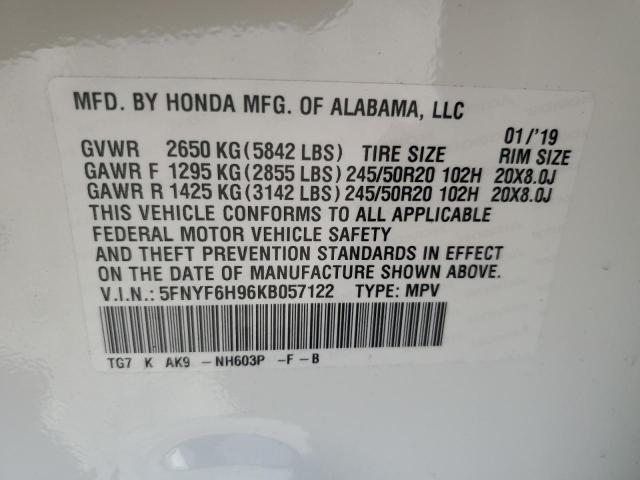 MFD. BY HONDA MFG. OF ALABAMA, LLC
01/'19
GVWR 2650 KG(5842 LBS) TIRE SIZE RIM SIZE
GAWR F 1295 KG(2855 LBS)245/50R20 102H 20X8.0J
GAWR R 1425 KG(3142 LBS)245/50R20 102H 20X8.0J
THIS VEHICLE CONFORMS TO ALL APPLICABLE
FEDERAL MOTOR VEHICLE SAFETY
AND THEFT PREVENTION STANDARDS IN EFFECT
ON THE DATE OF MANUFACTURE SHOWN ABOVE.
V.I.N.: 5FNYF6H96KB057122 TYPE: MPV
TG7 K AK9 -NH603P -F-B